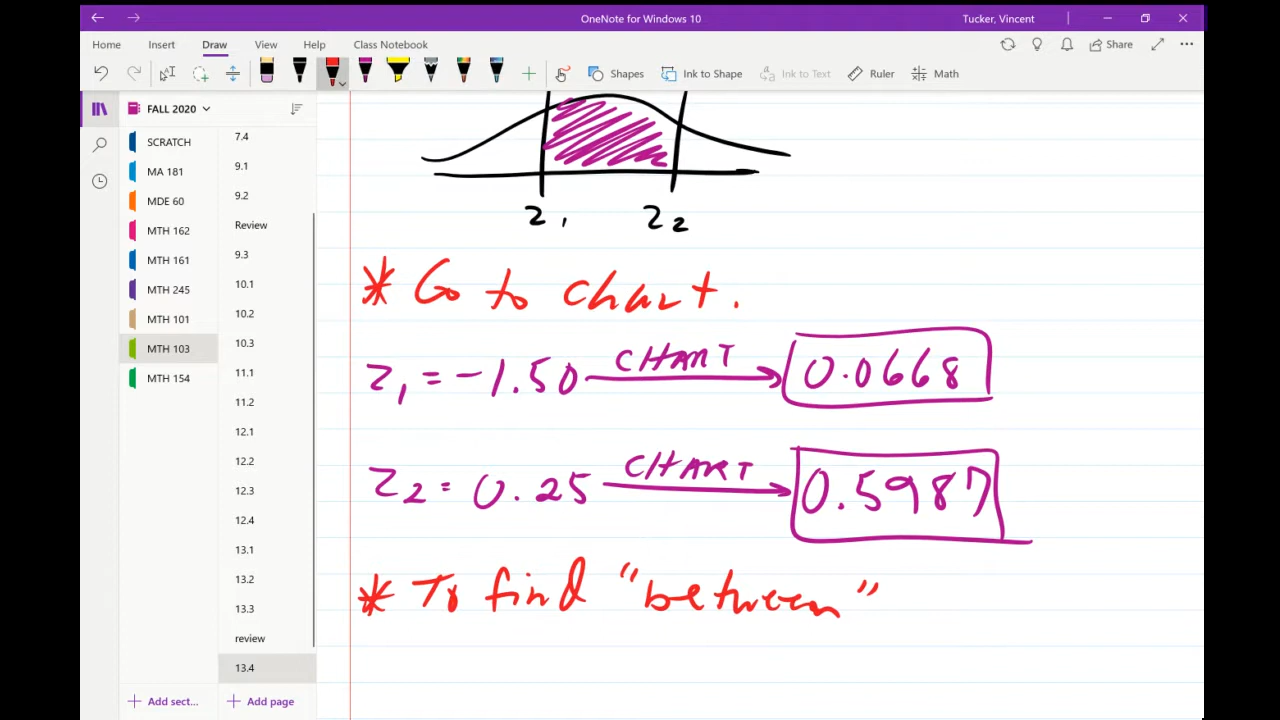 OneNote for Windows 10
Tucker, Vincent
Home Insert Draw View Help Class Notebook
Share
Shapes Ink to Shape Ink to Text Ruler Math
FALL 2020
SCRATCH
MA 181
MDE 60
MTH 162
MTH 161
MTH 245
MTH 101
MTH 103
MTH 154
Add sect...
7.4
9.1
9.2
Review
9.3
10.1
10.2
10.3
11.1
11.2
12.1
12.2
12.3
12.4
13.1
13.2
13.3
review
13.4
Add page
z₁ z₂
* Go to chart.
z₁ = -1.50 CHART 0.0668
z₂ = 0.25 CHART 0.5987
* To find "between"